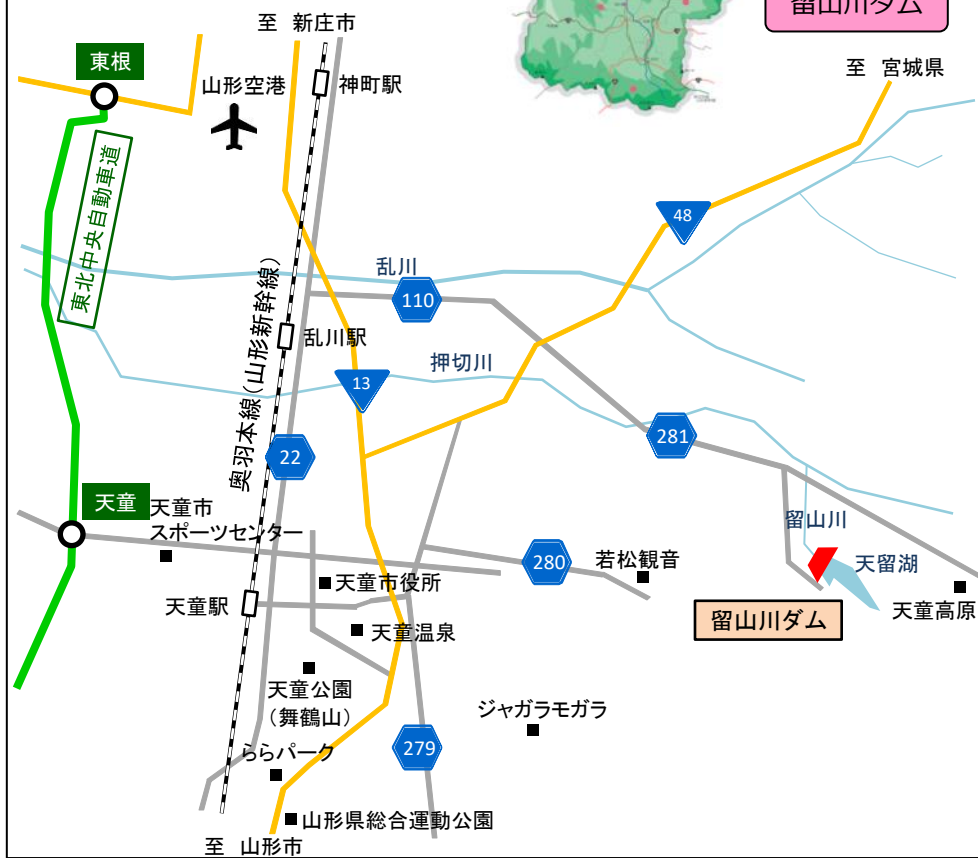 留山川ダム
至 新庄市
東根
山形空港
神町駅
至 宮城県
東北中央自動車道
48
乱川
110
奥羽本線(山形新幹線)
乱川駅
押切川
13
22
281
天童
天童市
スポーツセンター
留山川
280
若松観音
天留湖
天童市役所
天童駅
天童高原
留山川ダム
天童温泉
天童公園
(舞鶴山)
ジャガラモガラ
ららパーク
279
山形県総合運動公園
至 山形市